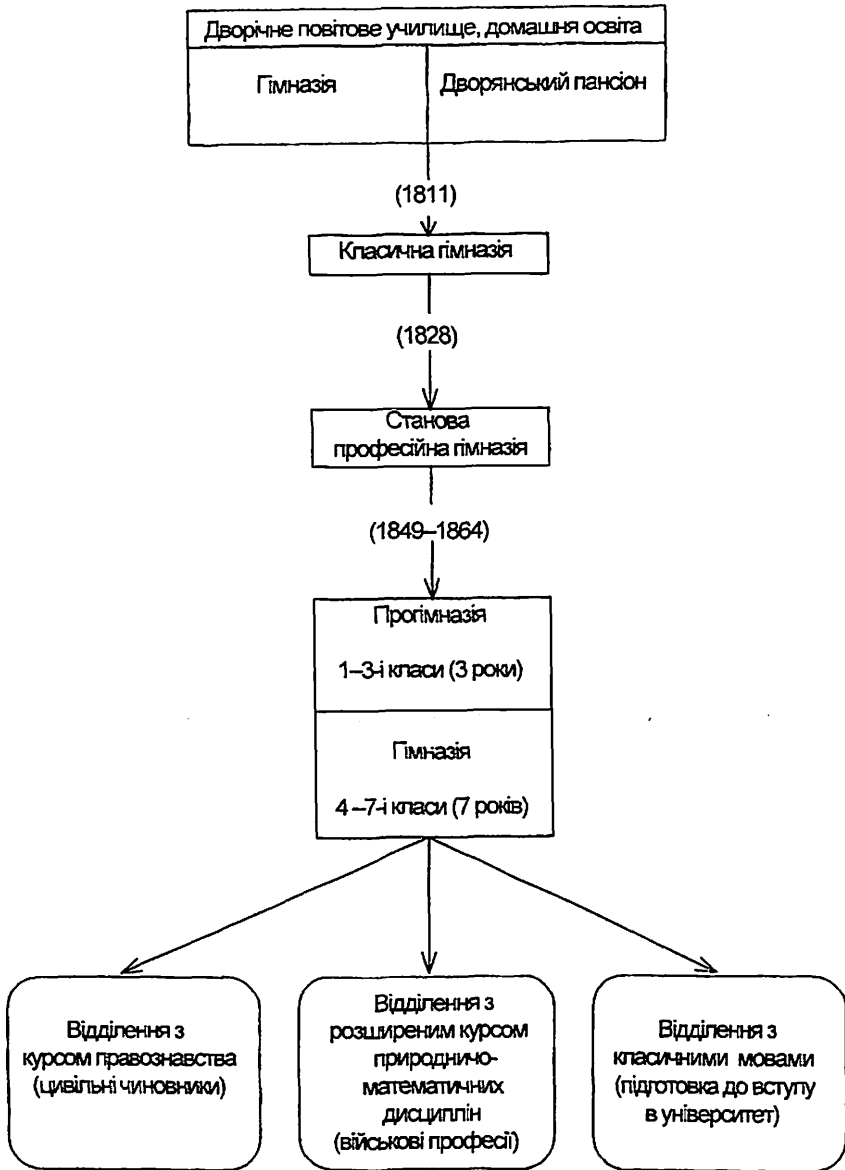 Дворічне повітове училище, домашня освіта
Гімназія
Дворянський пансіон
(1811)
Класична гімназія
(1828)
Станова
професійна гімназія
(1849–1864)
Прогімназія
1–3-і класи (3 роки)
Гімназія
4–7-і класи (7 років)
Відділення з
курсом правознавства
(цивільні чиновники)
Відділення з
розширеним курсом
природничо-
математичних
дисциплін
(військові професії)
Відділення з
класичними мовами
(підготовка до вступу
в університет)